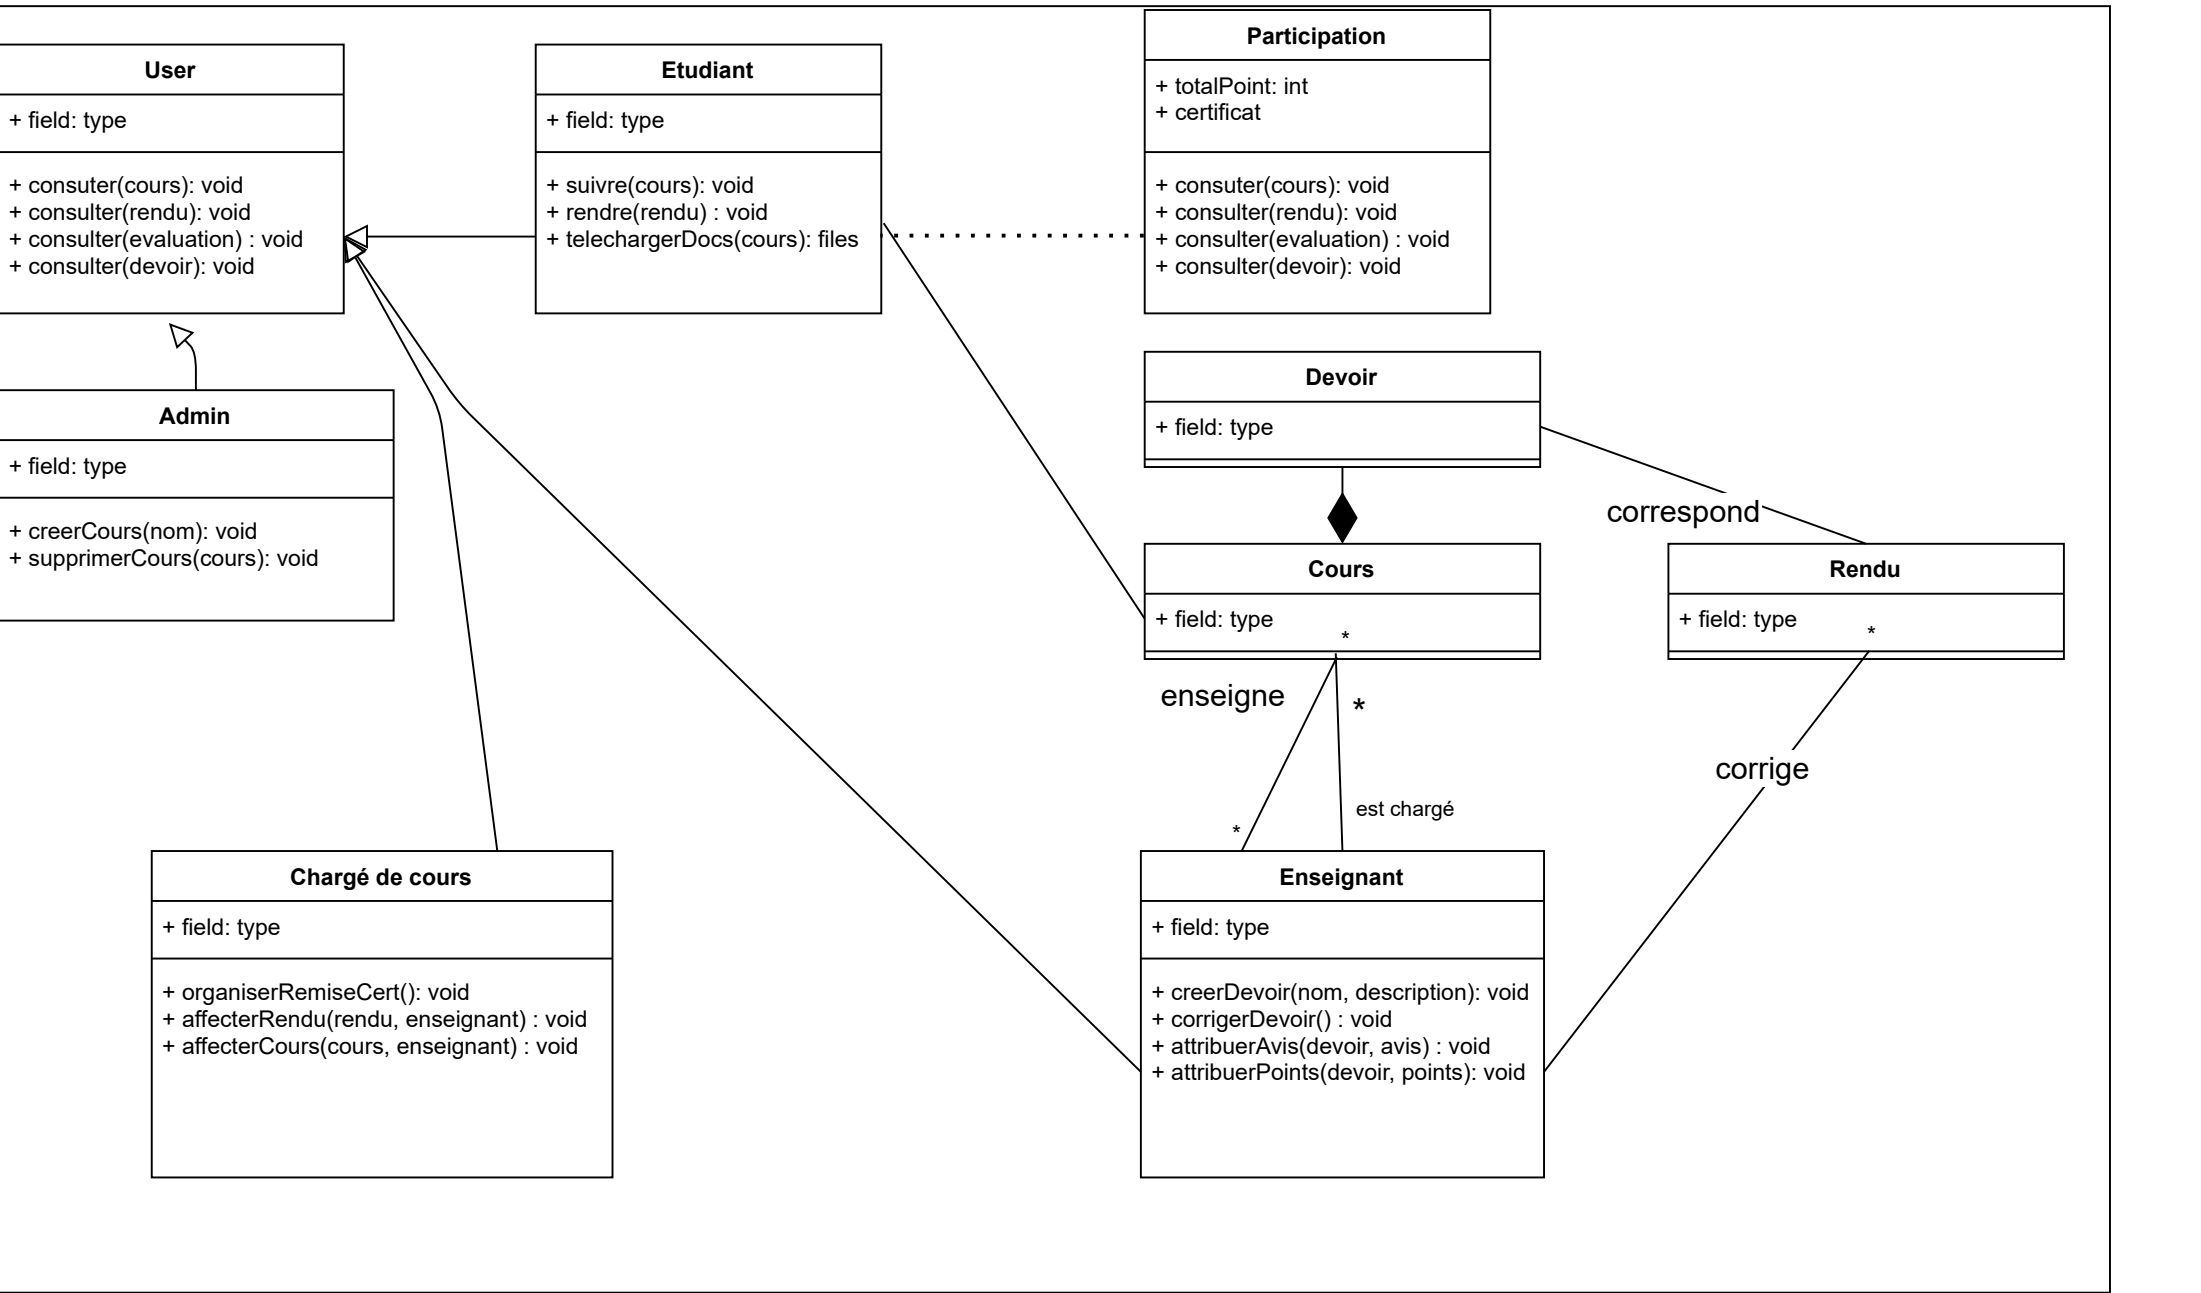 User
+ field: type
+ consuter(cours): void
+ consulter(rendu): void
+ consulter(evaluation) : void
+ consulter(devoir): void
Etudiant
+ field: type
+ suivre(cours): void
+ rendre(rendu) : void
+ telechargerDocs(cours): files
Participation
+ totalPoint: int
+ certificat
+ consuter(cours): void
+ consulter(rendu): void
+ consulter(evaluation) : void
+ consulter(devoir): void
Admin
+ field: type
+ creerCours(nom): void
+ supprimerCours(cours): void
Devoir
+ field: type
correspond
Cours
+ field: type
*
Rendu
+ field: type
*
enseigne
*
corrige
est chargé
*
Chargé de cours
+ field: type
+ organiserRemiseCert(): void
+ affecterRendu(rendu, enseignant) : void
+ affecterCours(cours, enseignant) : void
Enseignant
+ field: type
+ creerDevoir(nom, description): void
+ corrigerDevoir() : void
+ attribuerAvis(devoir, avis) : void
+ attribuerPoints(devoir, points): void